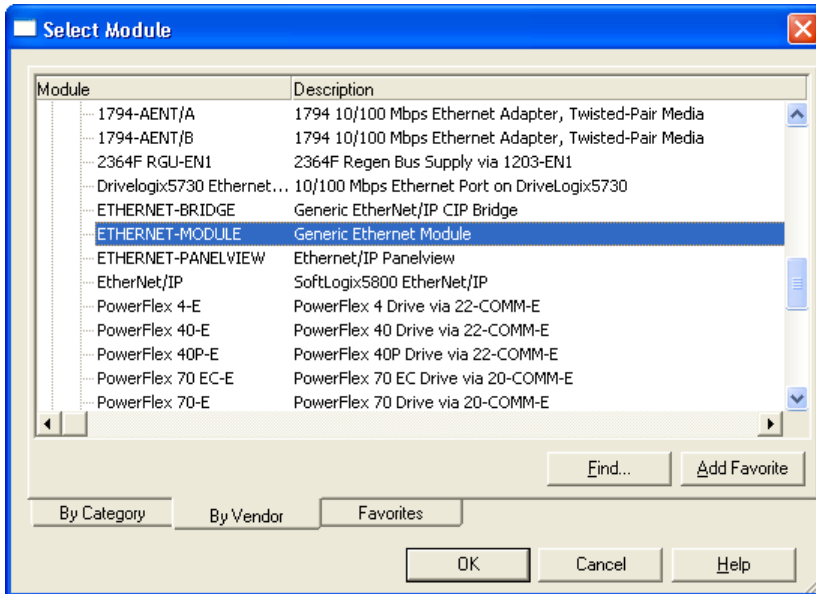 Select Module
Module Description
1794-AENT/A 1794 10/100 Mbps Ethernet Adapter, Twisted-Pair Media
1794-AENT/B 1794 10/100 Mbps Ethernet Adapter, Twisted-Pair Media
2364F RGU-EN1 2364F Regen Bus Supply via 1203-EN1
Drivelogix5730 Ethernet... 10/100 Mbps Ethernet Port on DriveLogix5730
ETHERNET-BRIDGE Generic EtherNet/IP CIP Bridge
ETHERNET-MODULE Generic Ethernet Module
ETHERNET-PANELVIEW Ethernet/IP Panelview
EtherNet/IP SoftLogix5800 EtherNet/IP
PowerFlex 4-E PowerFlex 4 Drive via 22-COMM-E
PowerFlex 40-E PowerFlex 40 Drive via 22-COMM-E
PowerFlex 40P-E PowerFlex 40P Drive via 22-COMM-E
PowerFlex 70 EC-E PowerFlex 70 EC Drive via 20-COMM-E
PowerFlex 70-E PowerFlex 70 Drive via 20-COMM-E
Find... Add Favorite
By Category By Vendor Favorites
OK Cancel Help